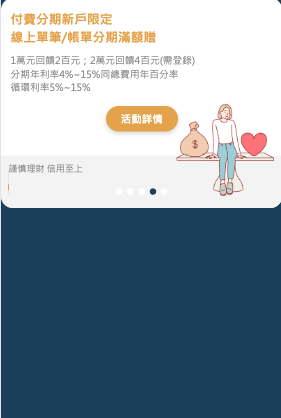 付費分期新戶限定
線上單筆/帳單分期滿額贈
1萬元回饋2百元；2萬元回饋4百元(需登錄)
分期年利率4%~15%同總費用年百分率
循環利率5%~15%
活動詳情
$
謹慎理財 信用至上